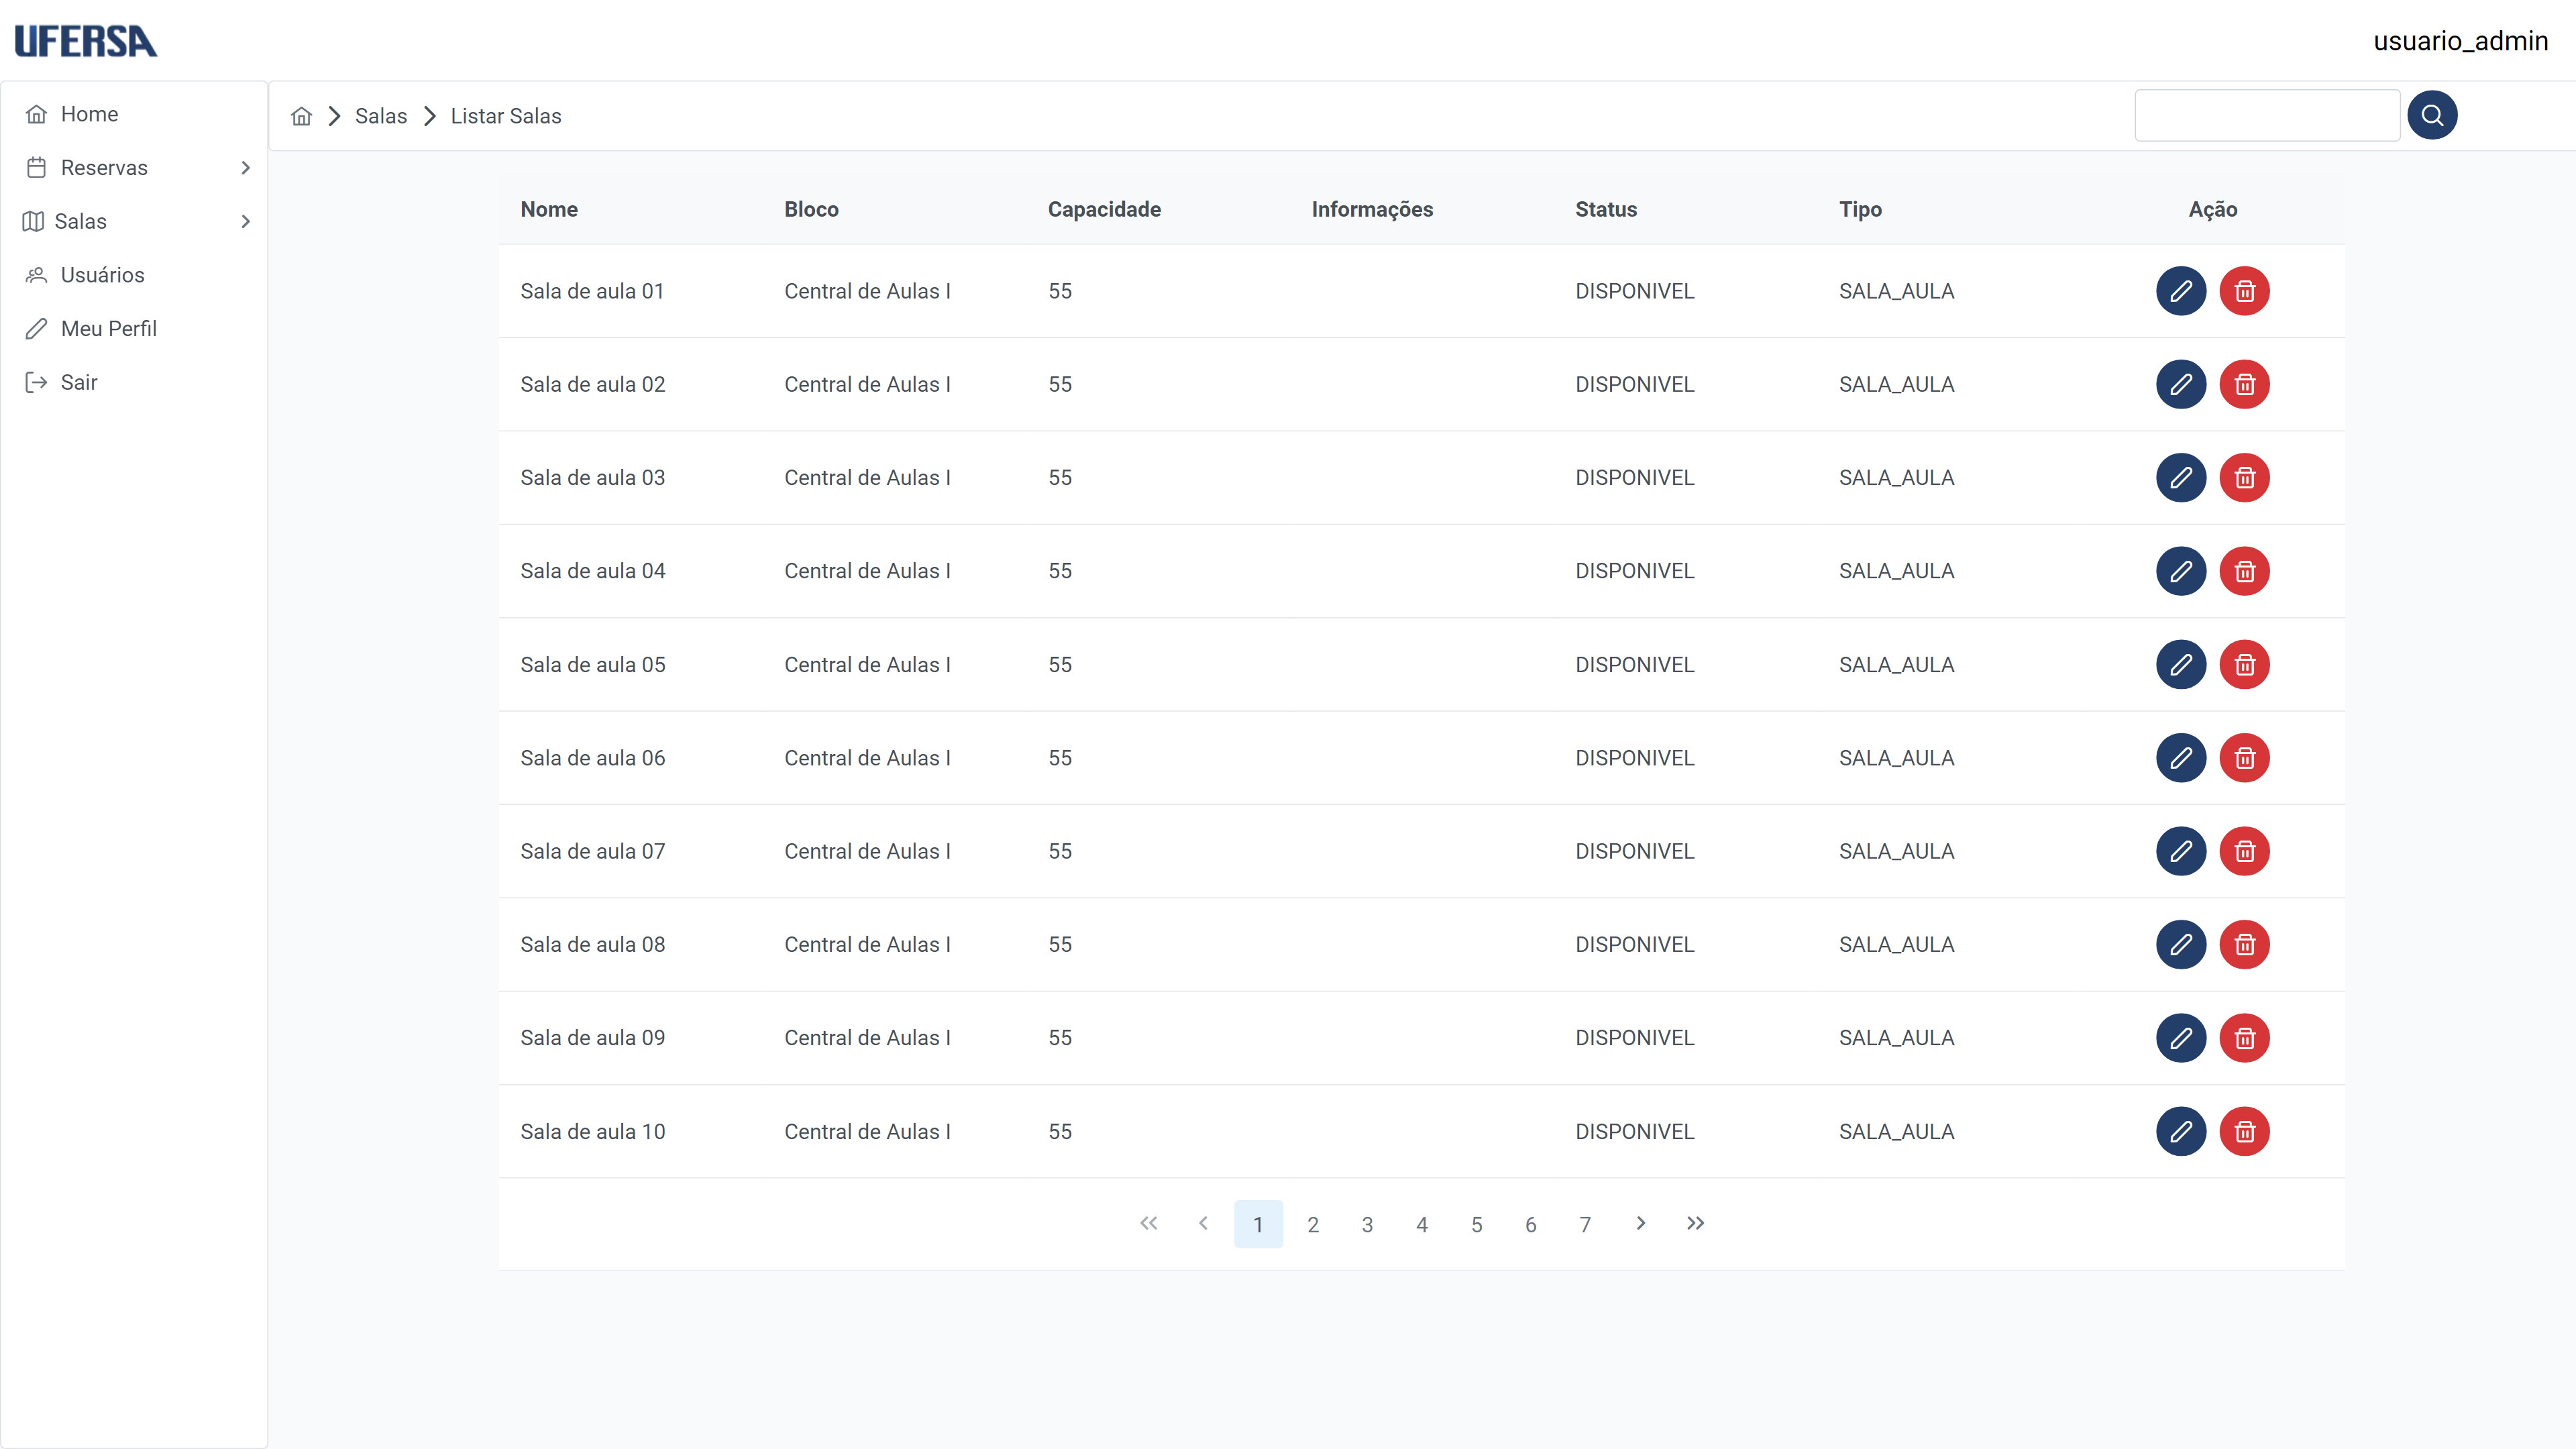 UFERSA
usuario_admin
Home
Reservas
Salas
Usuários
Meu Perfil
Sair
Salas Listar Salas
Nome Bloco Capacidade Informações Status Tipo Ação
Sala de aula 01 Central de Aulas I 55 DISPONIVEL SALA_AULA
Sala de aula 02 Central de Aulas I 55 DISPONIVEL SALA_AULA
Sala de aula 03 Central de Aulas I 55 DISPONIVEL SALA_AULA
Sala de aula 04 Central de Aulas I 55 DISPONIVEL SALA_AULA
Sala de aula 05 Central de Aulas I 55 DISPONIVEL SALA_AULA
Sala de aula 06 Central de Aulas I 55 DISPONIVEL SALA_AULA
Sala de aula 07 Central de Aulas I 55 DISPONIVEL SALA_AULA
Sala de aula 08 Central de Aulas I 55 DISPONIVEL SALA_AULA
Sala de aula 09 Central de Aulas I 55 DISPONIVEL SALA_AULA
Sala de aula 10 Central de Aulas I 55 DISPONIVEL SALA_AULA
1 2 3 4 5 6 7